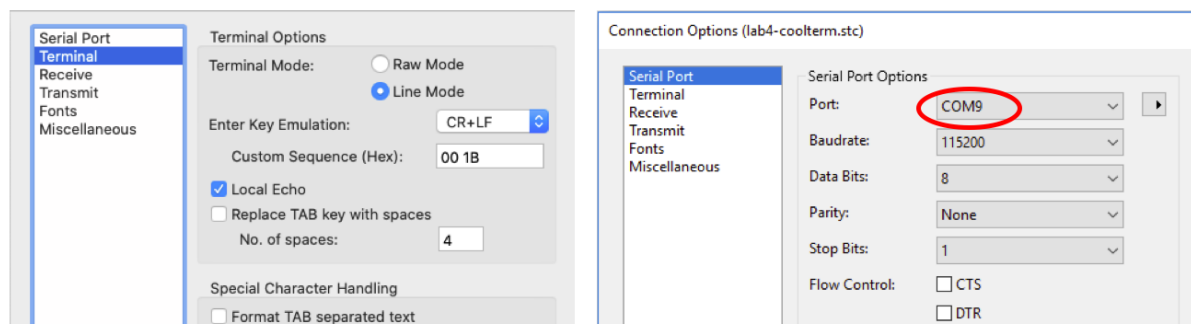 Serial Port
Terminal
Receive
Transmit
Fonts
Miscellaneous
Terminal Options
Terminal Mode:
Raw Mode
Line Mode
Enter Key Emulation:
CR+LF
Custom Sequence (Hex):
00 1B
Local Echo
Replace TAB key with spaces
No. of spaces:
4
Special Character Handling
Format TAB separated text
Connection Options (lab4-coolterm.stc)
Serial Port
Terminal
Receive
Transmit
Fonts
Miscellaneous
Serial Port Options
Port:
COM9
Baudrate:
115200
Data Bits:
8
Parity:
None
Stop Bits:
1
Flow Control:
CTS
DTR